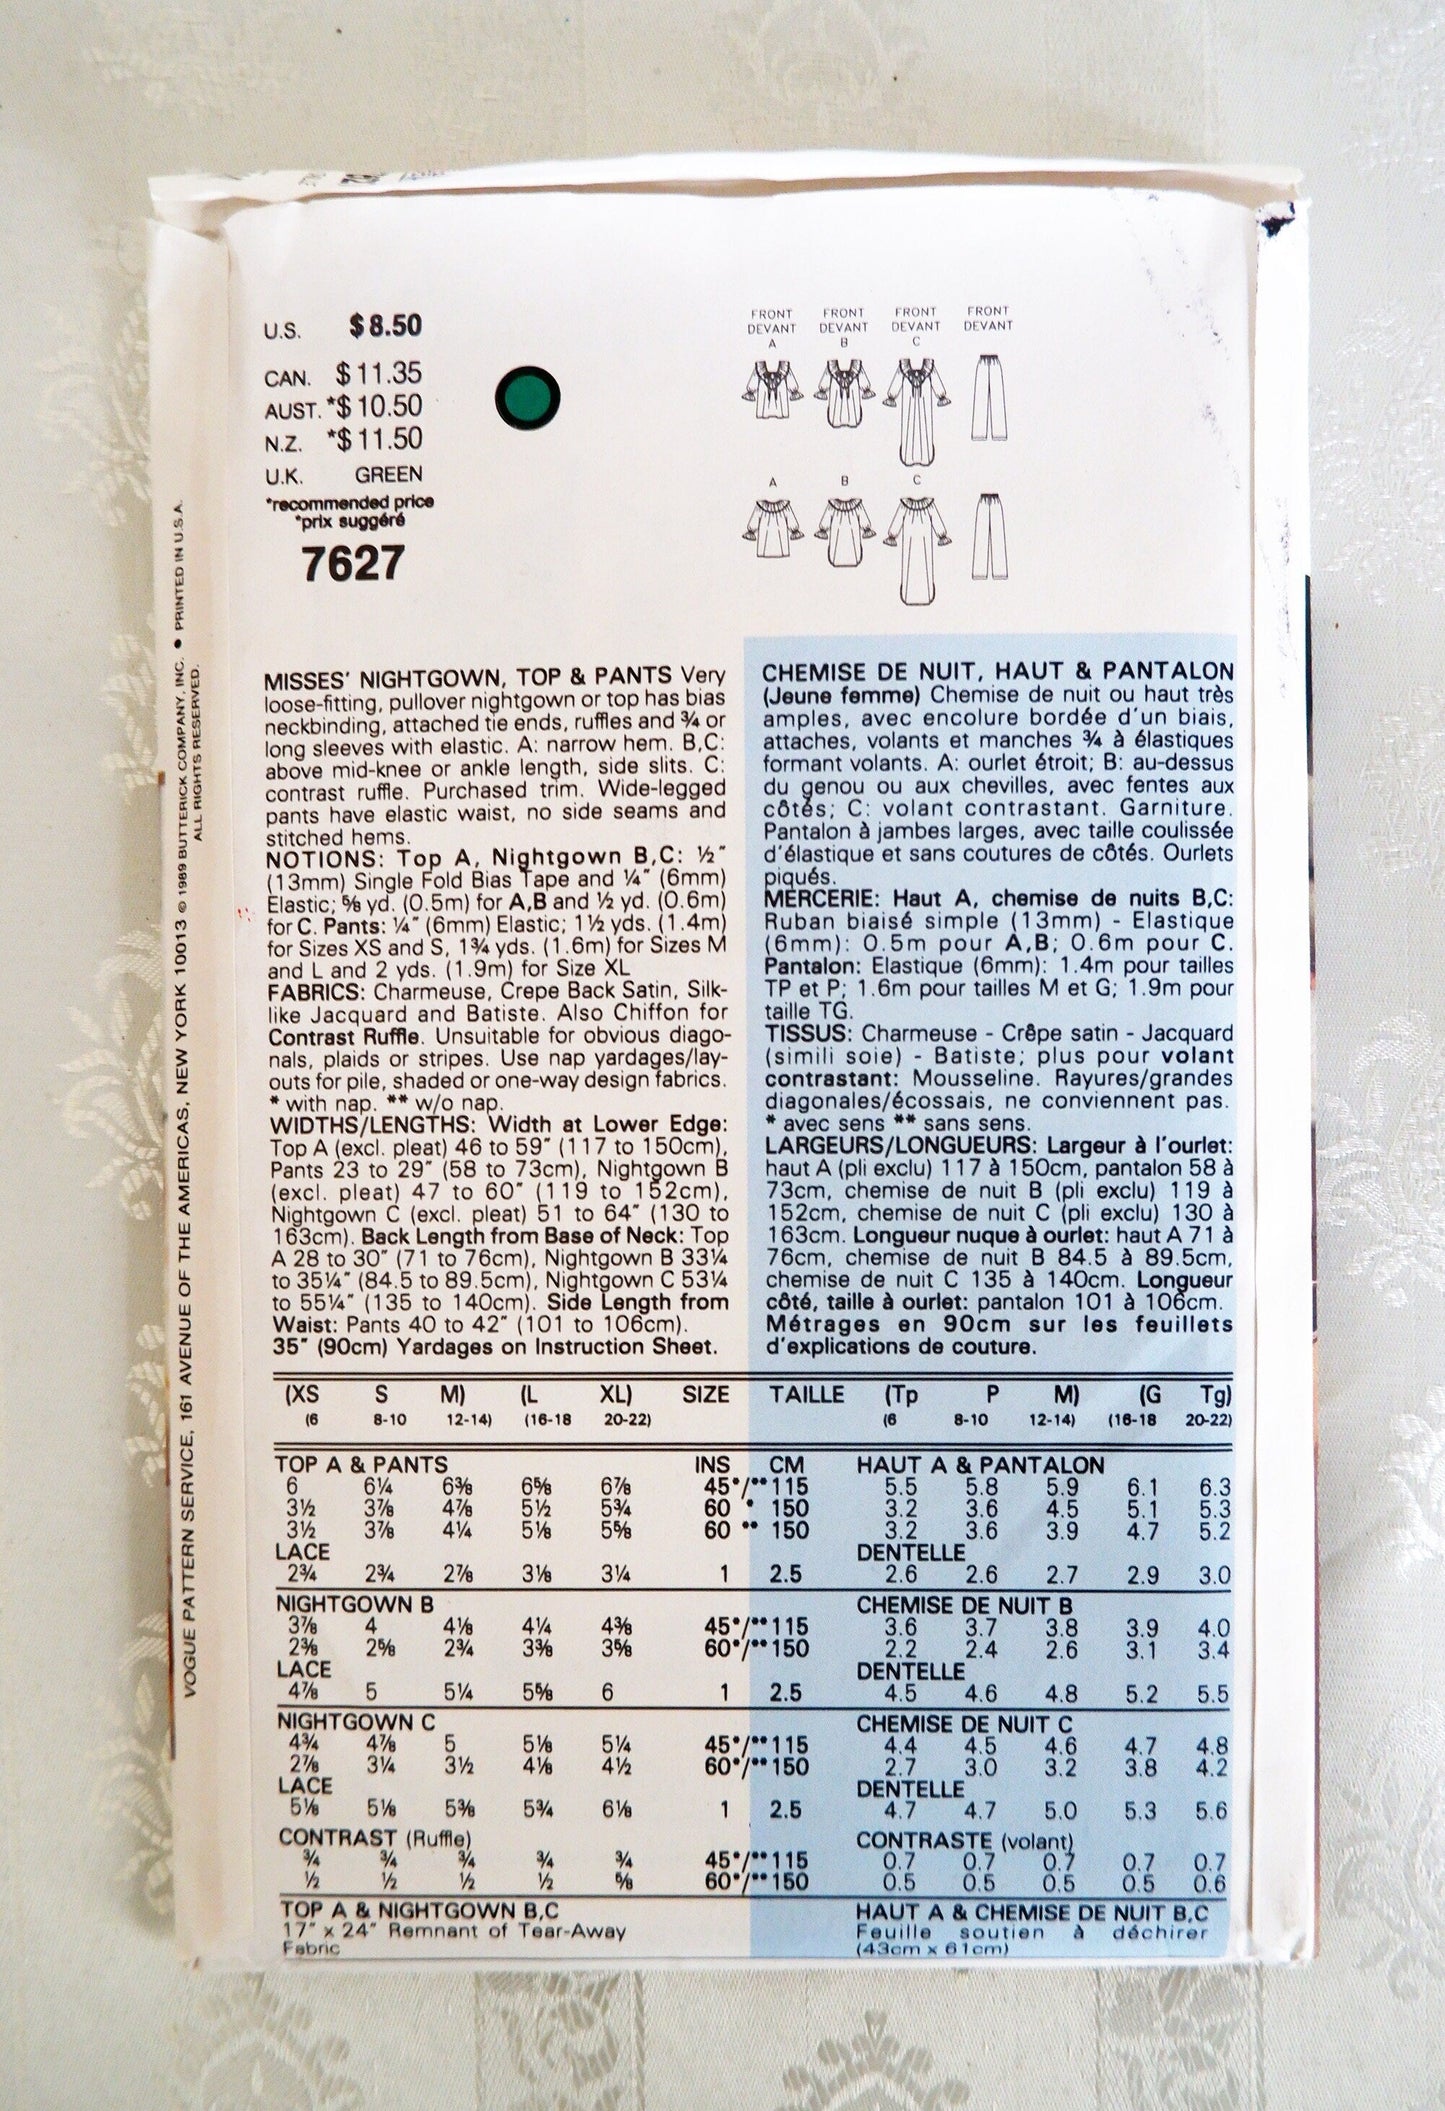 U.S. $8.50
CAN. $11.35
AUST. *$10.50
N.Z. *$11.50
U.K. GREEN
*recommended price
*prix suggéré
7627
FRONT FRONT FRONT FRONT
DEVANT DEVANT DEVANT DEVANT
A B C
A B C
VOGUE PATTERN SERVICE, 161 AVENUE OF THE AMERICAS, NEW YORK 10013 © 1989 BUTTERICK COMPANY, INC. ● PRINTED IN U.S.A.
ALL RIGHTS RESERVED.
MISSES' NIGHTGOWN, TOP & PANTS Very
loose-fitting, pullover nightgown or top has bias
neckbinding, attached tie ends, ruffles and ¾ or
long sleeves with elastic. A: narrow hem. B,C:
above mid-knee or ankle length, side slits. C:
contrast ruffle. Purchased trim. Wide-legged
pants have elastic waist, no side seams and
stitched hems.
NOTIONS: Top A, Nightgown B,C: ½"
(13mm) Single Fold Bias Tape and ¼" (6mm)
Elastic; ⅝ yd. (0.5m) for A,B and ½ yd. (0.6m)
for C. Pants: ¼" (6mm) Elastic; 1½ yds. (1.4m)
for Sizes XS and S, 1¾ yds. (1.6m) for Sizes M
and L and 2 yds. (1.9m) for Size XL
FABRICS: Charmeuse, Crepe Back Satin, Silk-
like Jacquard and Batiste. Also Chiffon for
Contrast Ruffle. Unsuitable for obvious diago-
nals, plaids or stripes. Use nap yardages/lay-
outs for pile, shaded or one-way design fabrics.
* with nap. ** w/o nap.
WIDTHS/LENGTHS: Width at Lower Edge:
Top A (excl. pleat) 46 to 59" (117 to 150cm),
Pants 23 to 29" (58 to 73cm), Nightgown B
(excl. pleat) 47 to 60" (119 to 152cm),
Nightgown C (excl. pleat) 51 to 64" (130 to
163cm). Back Length from Base of Neck: Top
A 28 to 30" (71 to 76cm), Nightgown B 33¼
to 35¼" (84.5 to 89.5cm), Nightgown C 53¼
to 55¼" (135 to 140cm). Side Length from
Waist: Pants 40 to 42" (101 to 106cm).
35" (90cm) Yardages on Instruction Sheet.
CHEMISE DE NUIT, HAUT & PANTALON
(Jeune femme) Chemise de nuit ou haut très
amples, avec encolure bordée d'un biais,
attaches, volants et manches ¾ à élastiques
formant volants. A: ourlet étroit; B: au-dessus
du genou ou aux chevilles, avec fentes aux
côtés; C: volant contrastant. Garniture.
Pantalon à jambes larges, avec taille coulissée
d'élastique et sans coutures de côtés. Ourlets
piqués.
MERCERIE: Haut A, chemise de nuits B,C:
Ruban biaisé simple (13mm) - Elastique
(6mm): 0.5m pour A,B; 0.6m pour C.
Pantalon: Elastique (6mm): 1.4m pour tailles
TP et P; 1.6m pour tailles M et G; 1.9m pour
taille TG.
TISSUS: Charmeuse - Crêpe satin - Jacquard
(simili soie) - Batiste; plus pour volant
contrastant: Mousseline. Rayures/grandes
diagonales/écossais, ne conviennent pas.
* avec sens ** sans sens.
LARGEURS/LONGUEURS: Largeur à l'ourlet:
haut A (pli exclu) 117 à 150cm, pantalon 58 à
73cm, chemise de nuit B (pli exclu) 119 à
152cm, chemise de nuit C (pli exclu) 130 à
163cm. Longueur nuque à ourlet: haut A 71 à
76cm, chemise de nuit B 84.5 à 89.5cm,
chemise de nuit C 135 à 140cm. Longueur
côté, taille à ourlet: pantalon 101 à 106cm.
Métrages en 90cm sur les feuillets
d'explications de couture.
(XS S M) (L XL) SIZE TAILLE (Tp P M) (G Tg)
(6 8-10 12-14) (16-18 20-22) (6 8-10 12-14) (16-18 20-22)
TOP A & PANTS INS CM HAUT A & PANTALON
6 6¼ 6⅜ 6⅝ 6⅞ 45*/** 115 5.5 5.8 5.9 6.1 6.3
3½ 3⅞ 4⅞ 5½ 5¾ 60 * 150 3.2 3.6 4.5 5.1 5.3
3½ 3⅞ 4¼ 5⅛ 5⅝ 60 ** 150 3.2 3.6 3.9 4.7 5.2
LACE DENTELLE
2¾ 2¾ 2⅞ 3⅛ 3¼ 1 2.5 2.6 2.6 2.7 2.9 3.0
NIGHTGOWN B CHEMISE DE NUIT B
3⅞ 4 4⅛ 4¼ 4⅜ 45*/** 115 3.6 3.7 3.8 3.9 4.0
2⅜ 2⅝ 2¾ 3⅜ 3⅝ 60*/** 150 2.2 2.4 2.6 3.1 3.4
LACE DENTELLE
4⅞ 5 5¼ 5⅝ 6 1 2.5 4.5 4.6 4.8 5.2 5.5
NIGHTGOWN C CHEMISE DE NUIT C
4¾ 4⅞ 5 5⅛ 5¼ 45*/** 115 4.4 4.5 4.6 4.7 4.8
2⅞ 3¼ 3½ 4⅛ 4½ 60*/** 150 2.7 3.0 3.2 3.8 4.2
LACE DENTELLE
5⅛ 5⅛ 5⅜ 5¾ 6⅛ 1 2.5 4.7 4.7 5.0 5.3 5.6
CONTRAST (Ruffle) CONTRASTE (volant)
¾ ¾ ¾ ¾ ¾ 45*/** 115 0.7 0.7 0.7 0.7 0.7
½ ½ ½ ½ ⅝ 60*/** 150 0.5 0.5 0.5 0.5 0.6
TOP A & NIGHTGOWN B,C HAUT A & CHEMISE DE NUIT B,C
17" x 24" Remnant of Tear-Away Feuille soutien à déchirer
Fabric (43cm x 61cm)